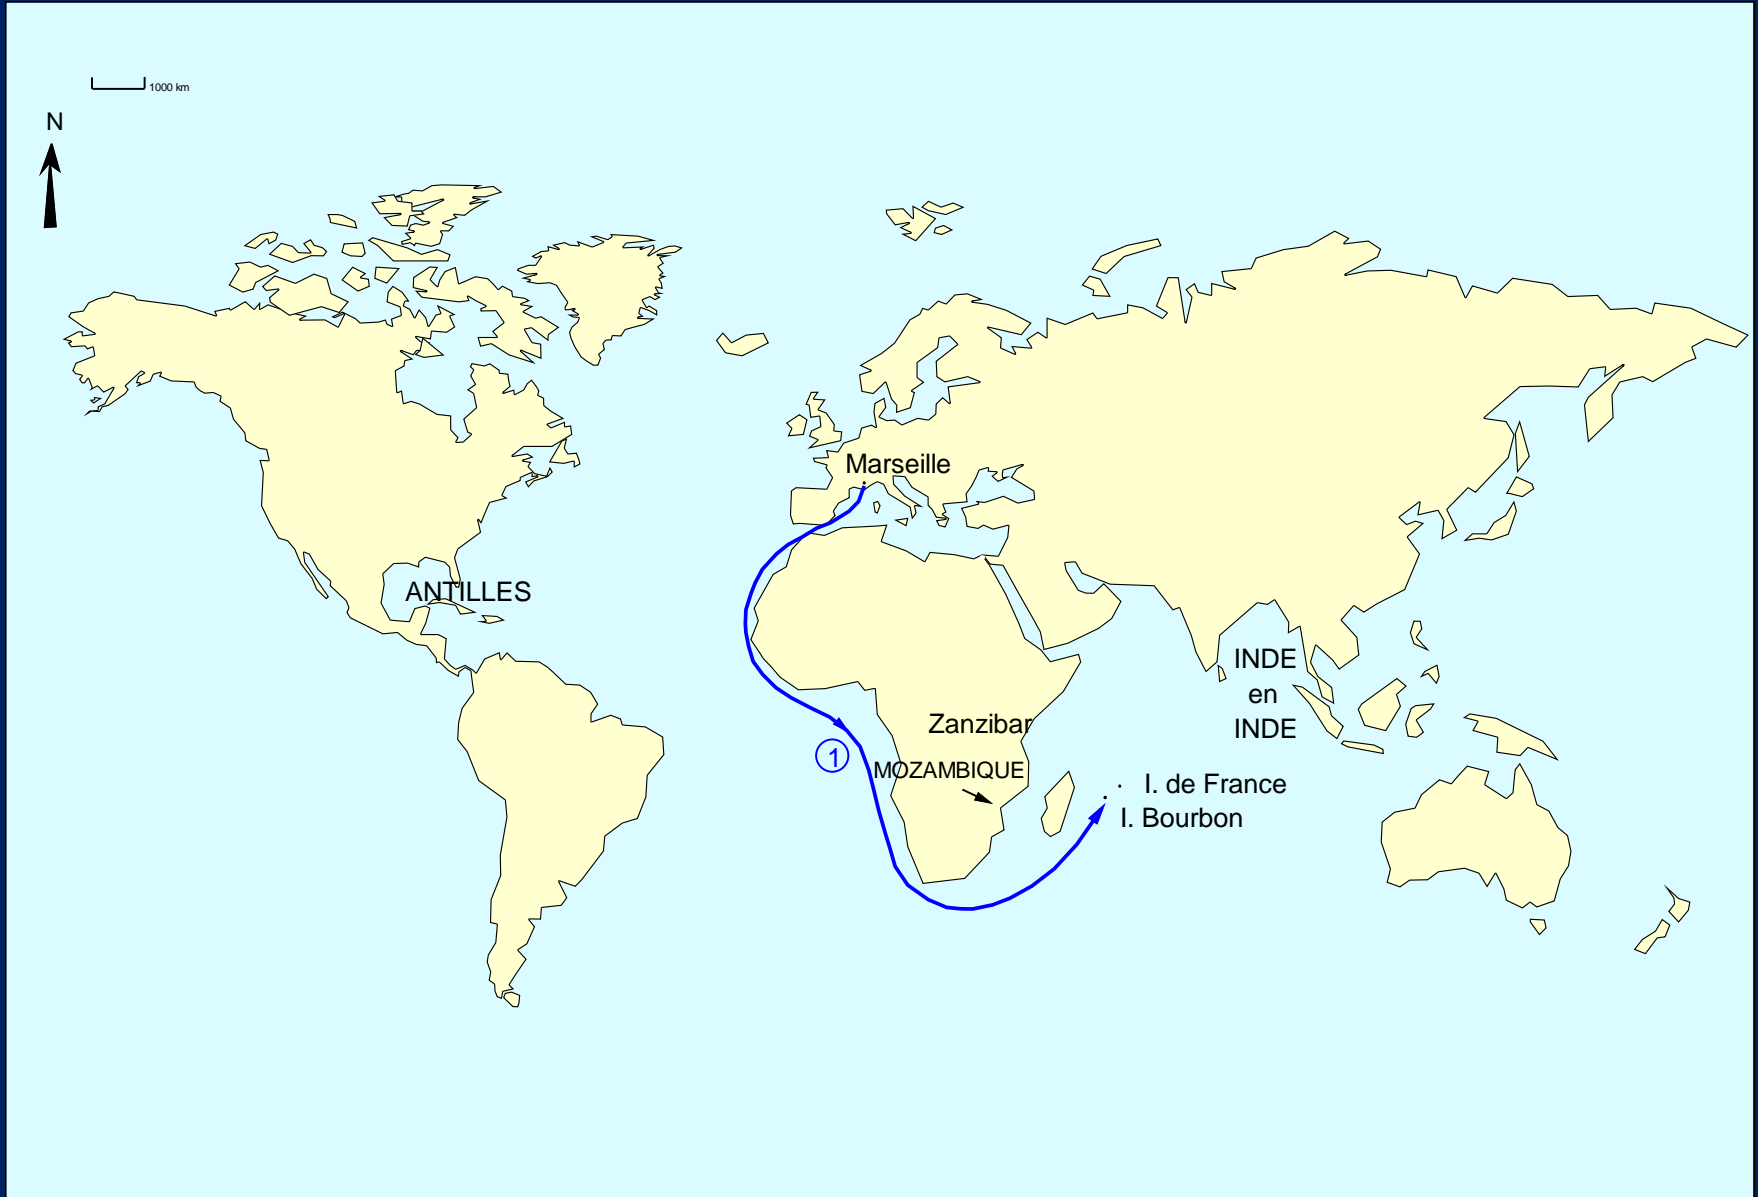 1000 km
N
Marseille
ANTILLES
INDE
en
INDE
Zanzibar
1
MOZAMBIQUE
I. de France
I. Bourbon